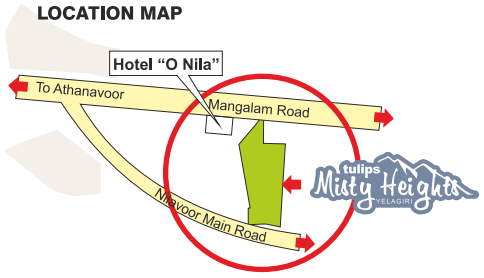 LOCATION MAP
Hotel “O Nila”
To Athanavoor
Mangalam Road
tulips
Misty Heights
YELAGIRI
Nilavoor Main Road